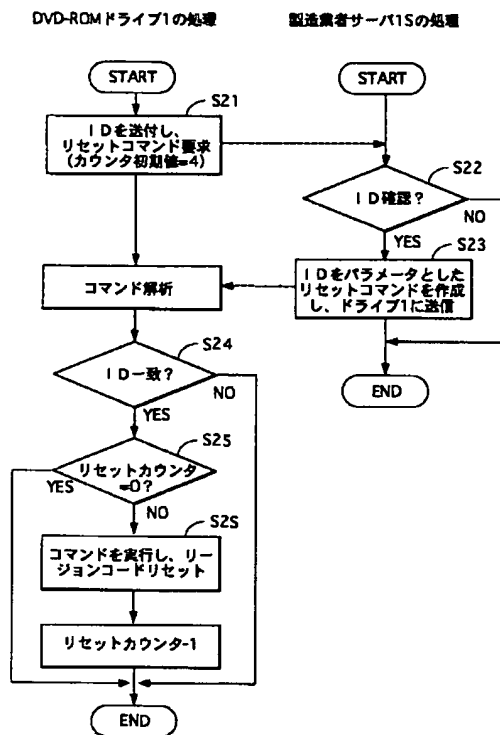 DVD-ROMドライブ1の処理
製造業者サーバ1Sの処理
START
START
S21
IDを送付し、
リセットコマンド要求
(カウンタ初期値=4)
S22
ID確認?
NO
YES
S23
IDをパラメータとした
リセットコマンドを作成
し、ドライブ1に送信
コマンド解析
END
S24
ID一致?
NO
YES
S25
リセットカウンタ
=0?
YES
NO
S2S
コマンドを実行し、リー
ジョンコードリセット
リセットカウンタ-1
END